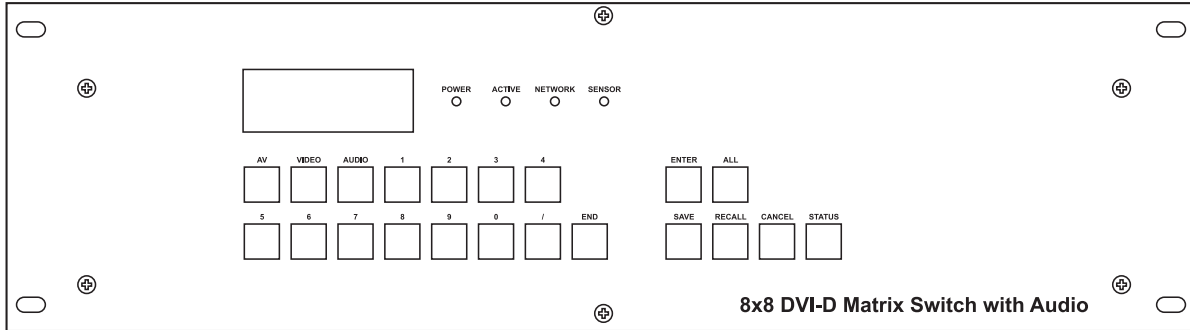 POWER ACTIVE NETWORK SENSOR
AV VIDEO AUDIO 1 2 3 4 ENTER ALL
5 6 7 8 9 0 / END SAVE RECALL CANCEL STATUS
8x8 DVI-D Matrix Switch with Audio